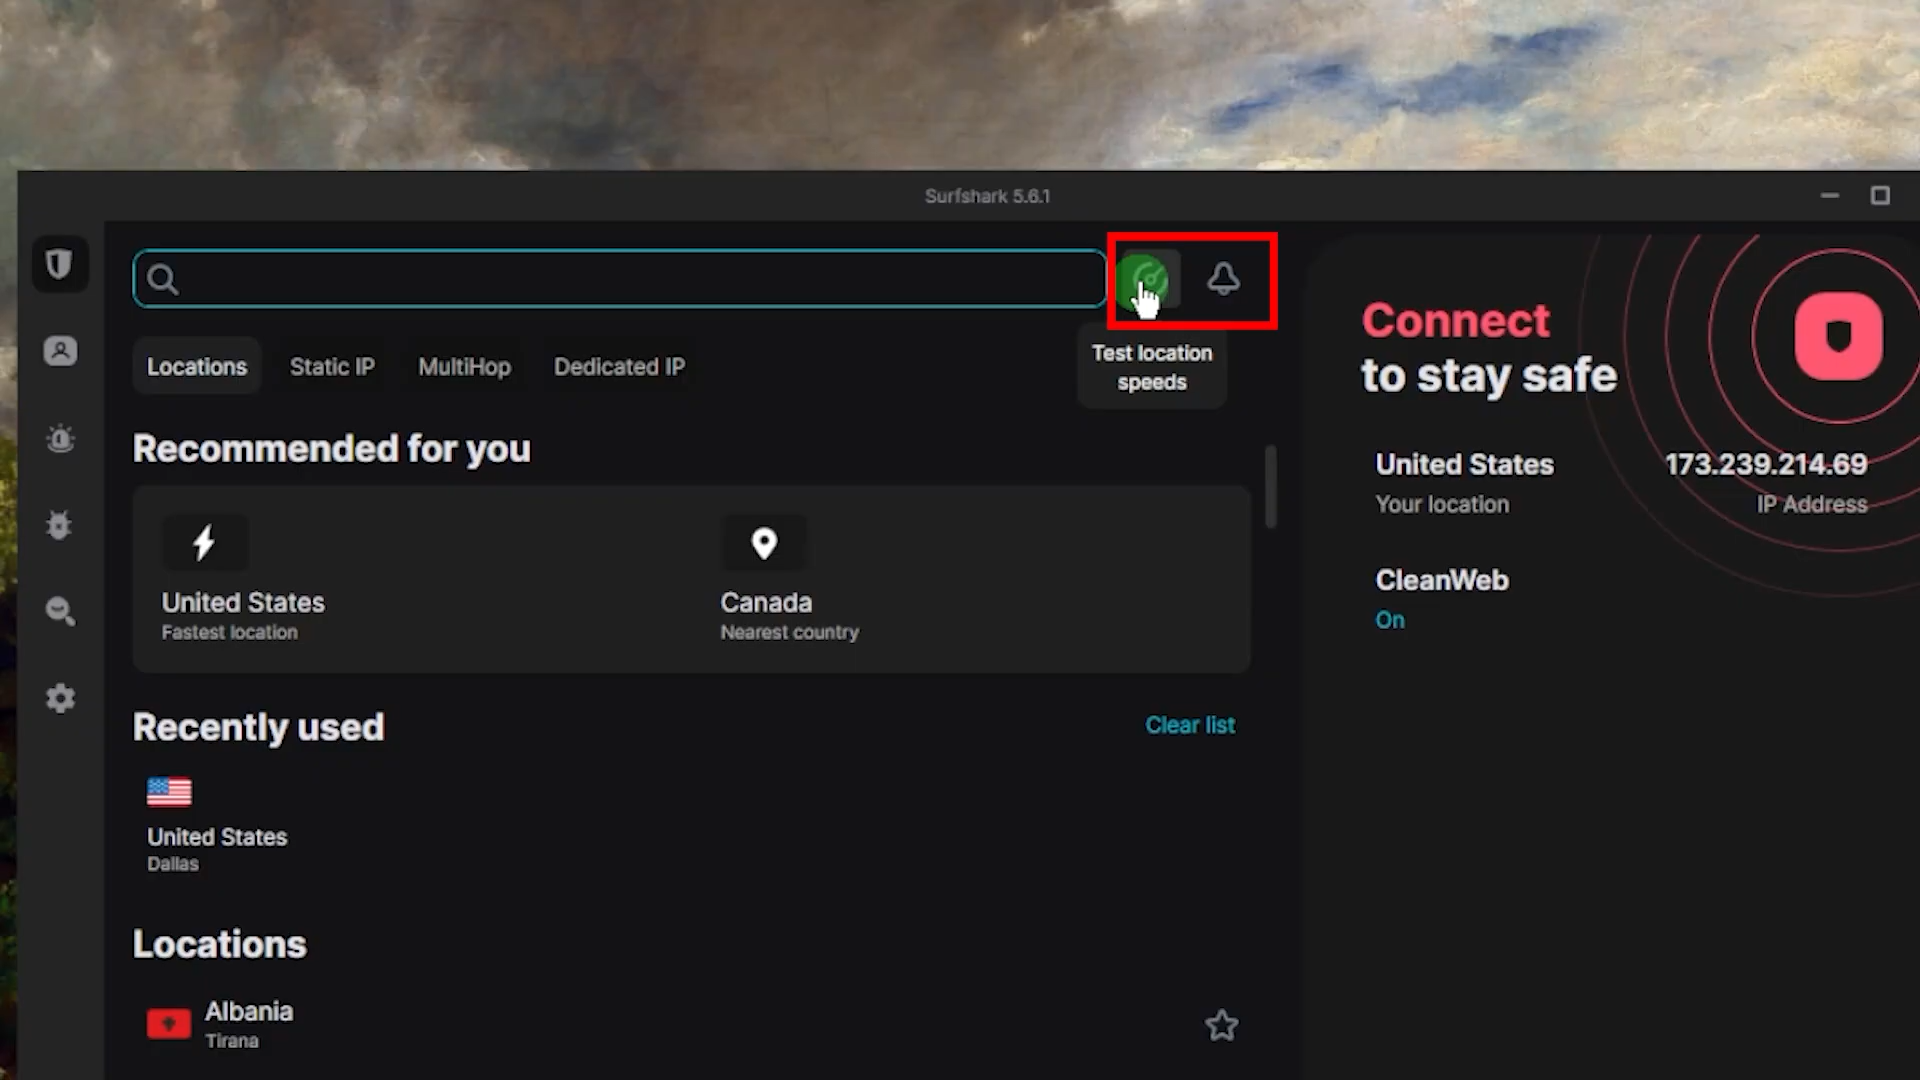 Surfshark 5.6.1
Locations
Static IP
MultiHop
Dedicated IP
Test location
speeds
Recommended for you
United States
Fastest location
Canada
Nearest country
Recently used
Clear list
United States
Dallas
Locations
Albania
Tirana
Connect
to stay safe
United States
173.239.214.69
Your location
IP Address
CleanWeb
On